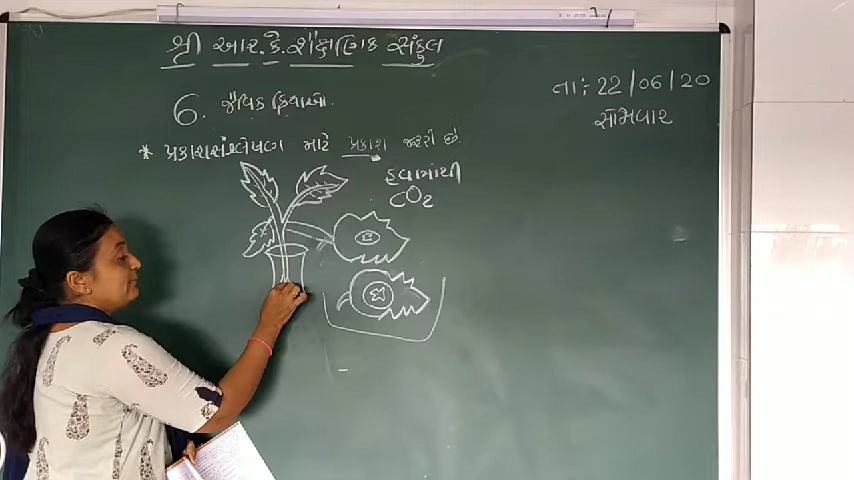 શ્રી આર.કે. શૈક્ષણિક સંકુલ
તા: 22/06/20
સોમવાર
6. જૈવિક ક્રિયાઓ.
* પ્રકાશસંશ્લેષણ માટે પ્રકાશ જરૂરી છે.
હવામાંથી
CO2